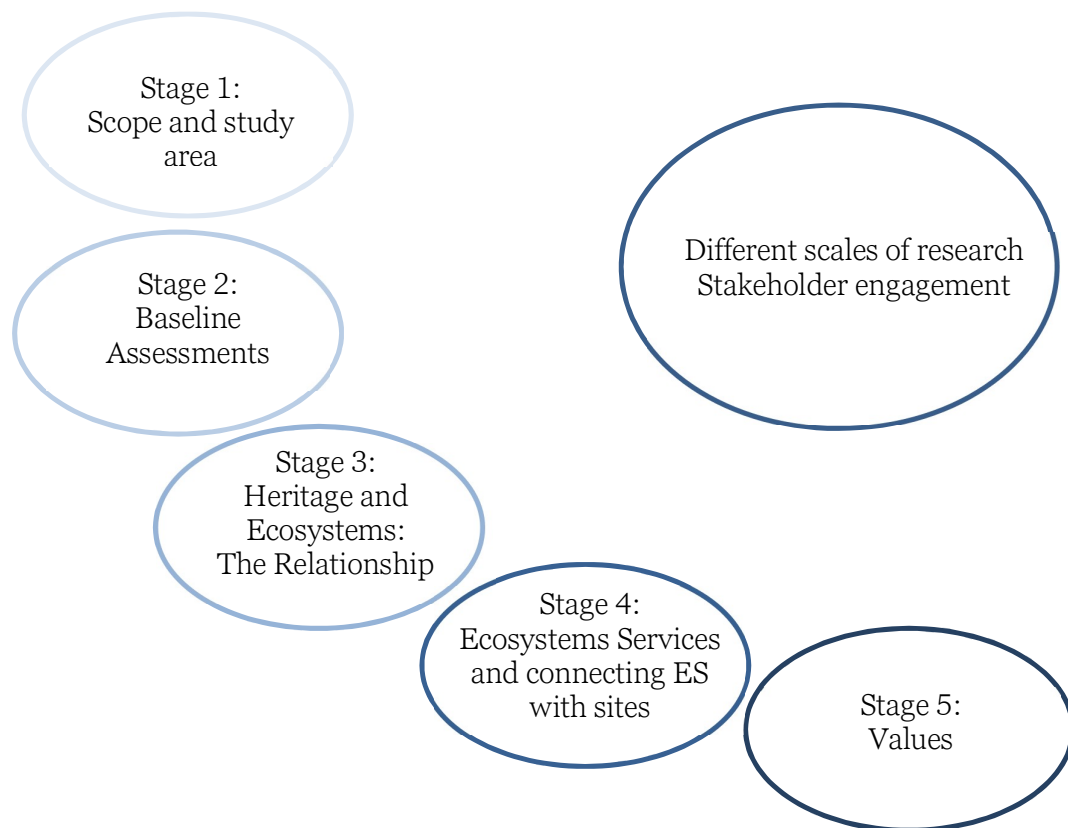 Stage 1:
Scope and study
area
Different scales of research
Stakeholder engagement
Stage 2:
Baseline
Assessments
Stage 3:
Heritage and
Ecosystems:
The Relationship
Stage 4:
Ecosystems Services
and connecting ES
with sites
Stage 5:
Values